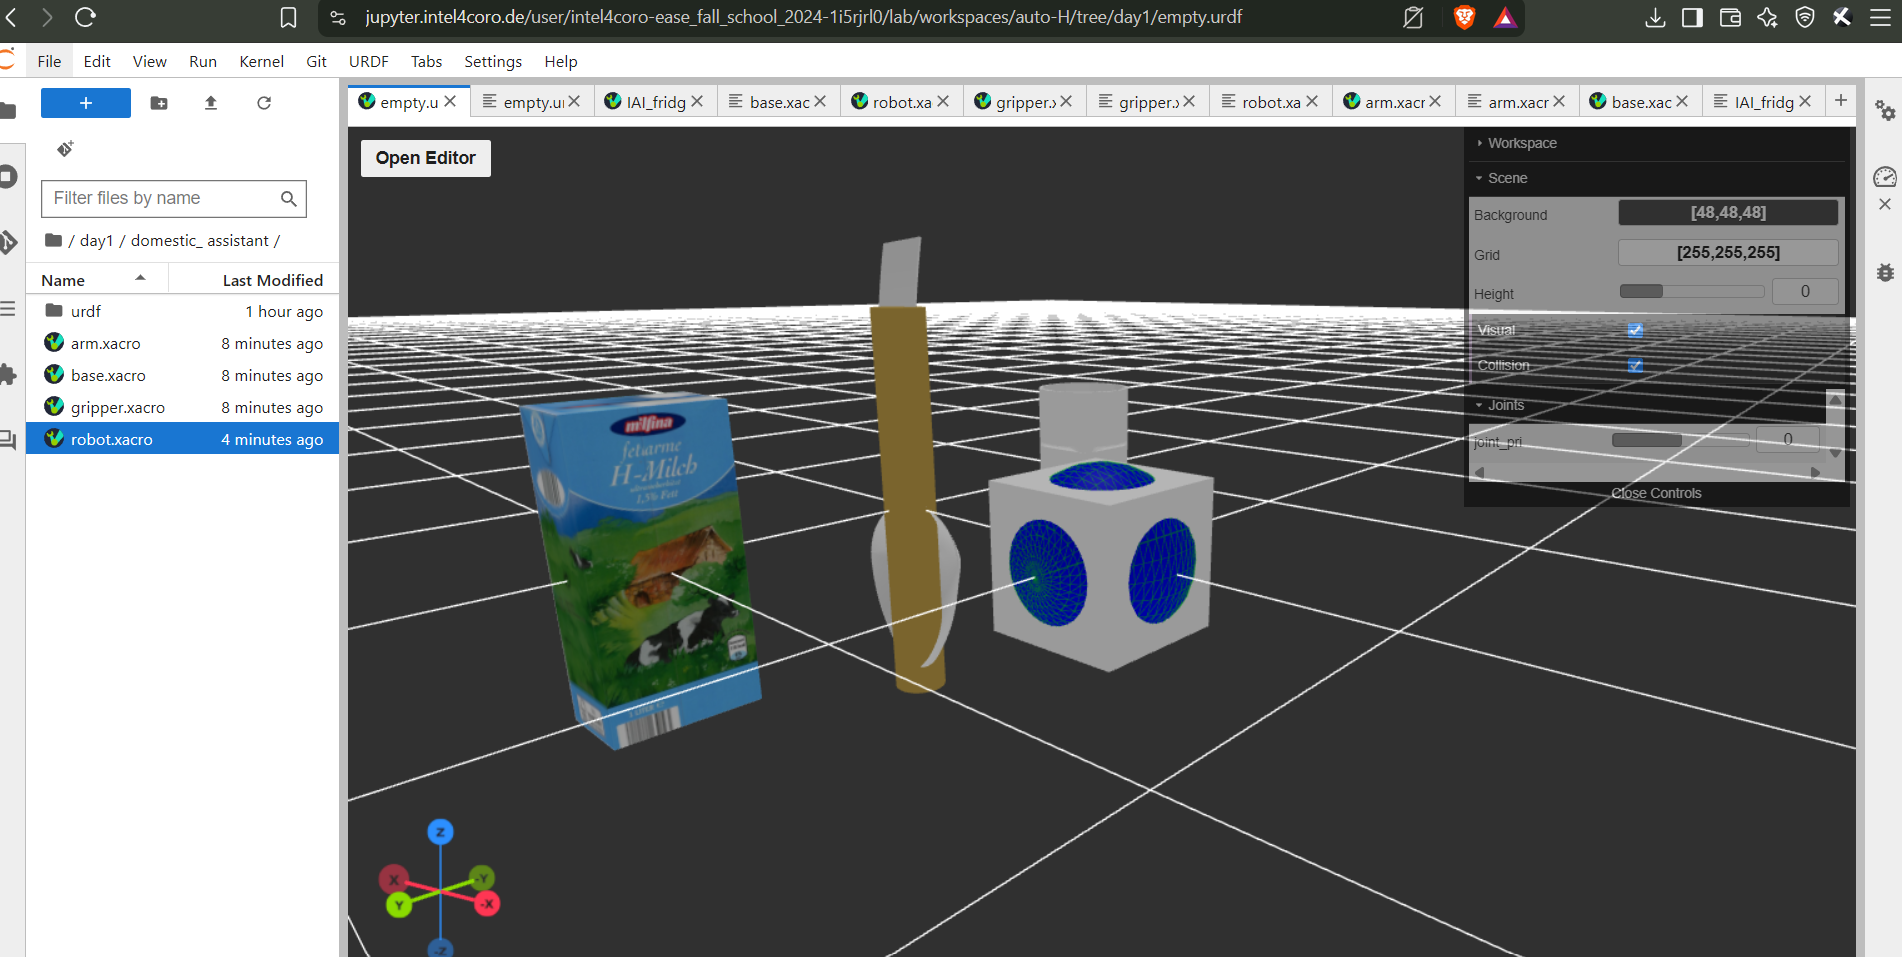 jupyter.intel4coro.de/user/intel4coro-ease_fall_school_2024-1i5rjrl0/lab/workspaces/auto-H/tree/day1/empty.urdf
File Edit View Run Kernel Git URDF Tabs Settings Help
empty.u empty.ur IAI_fridg base.xac robot.xa gripper.x gripper.x robot.xa arm.xacr arm.xacr base.xac IAI_fridg
Open Editor
Filter files by name
/ day1 / domestic_ assistant /
Name Last Modified
urdf 1 hour ago
arm.xacro 8 minutes ago
base.xacro 8 minutes ago
gripper.xacro 8 minutes ago
robot.xacro 4 minutes ago
Workspace
Scene
Background [48,48,48]
Grid [255,255,255]
Height 0
Visual
Collision
Joints
joint_pri 0
Close Controls
milfina
fettarme
H-Milch
1,5% Fett
Z
X
-Y
Y
-X
-Z